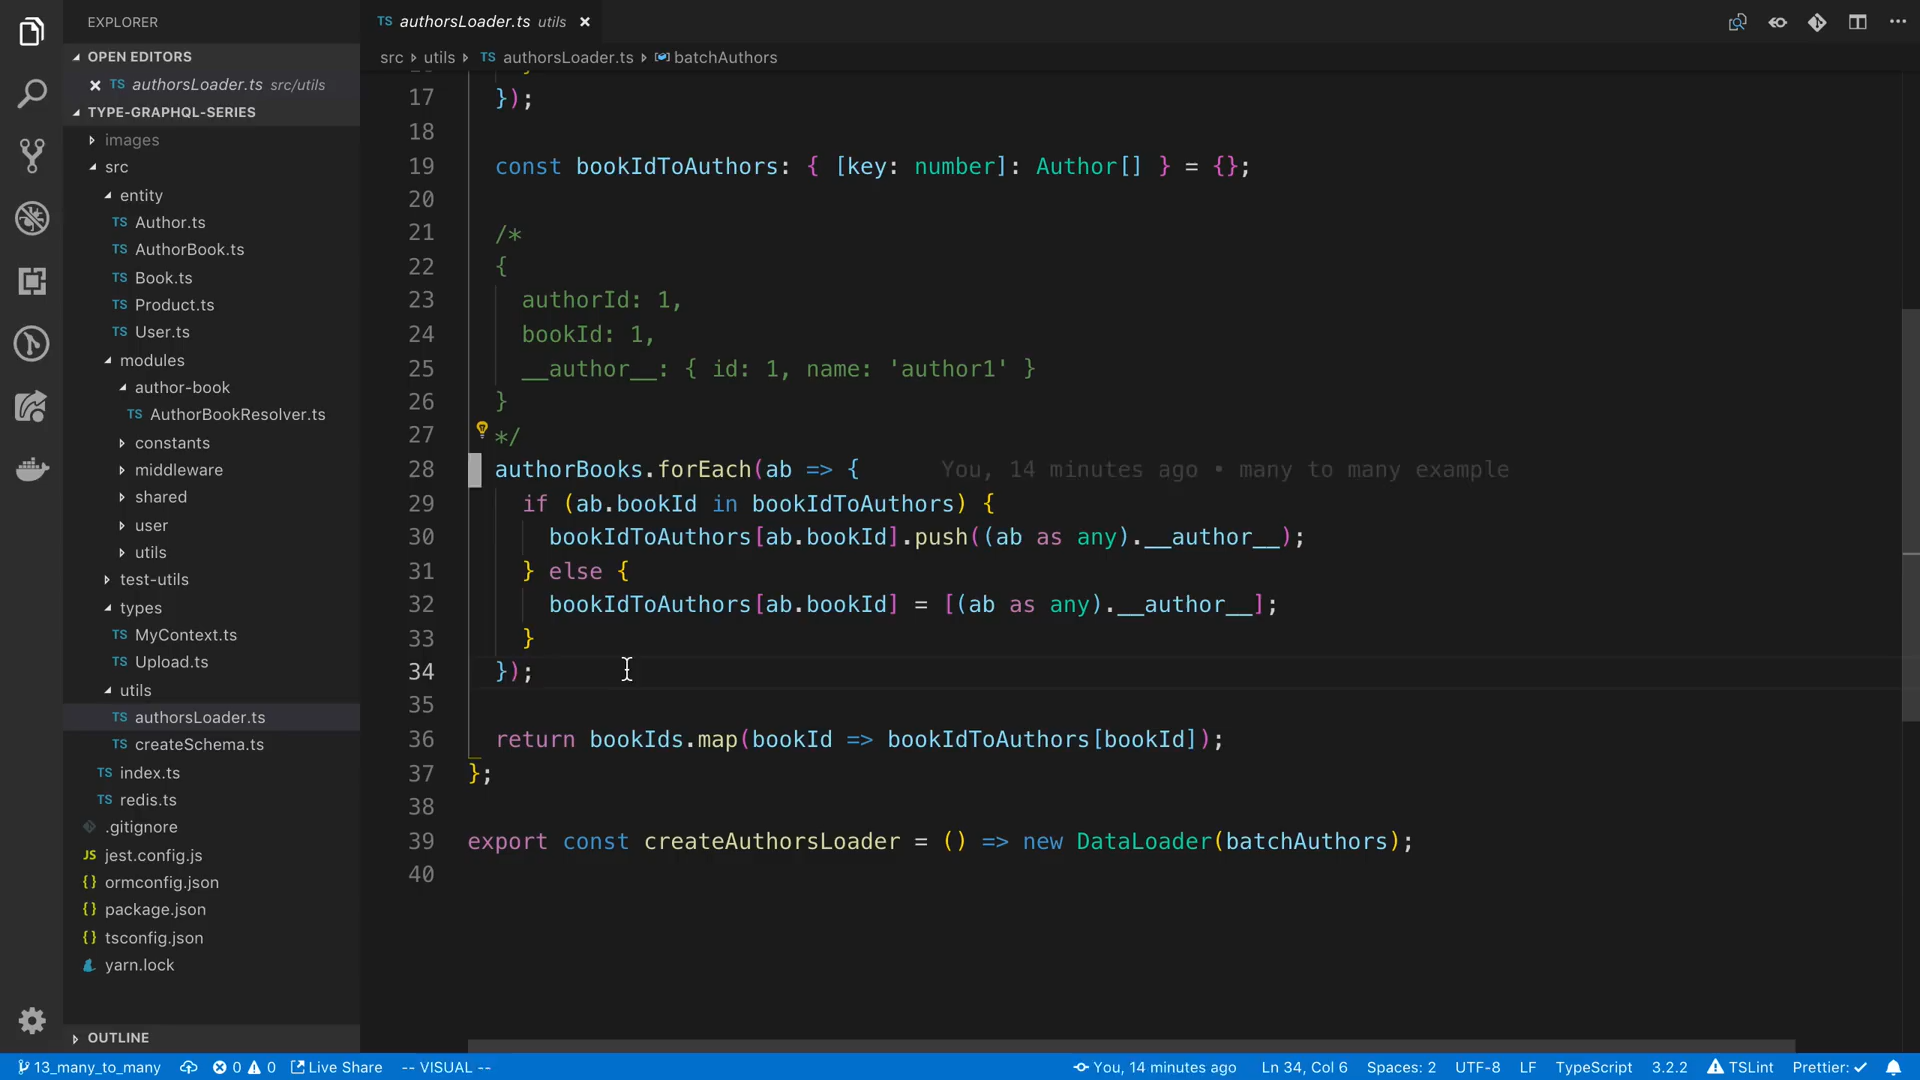 EXPLORER
OPEN EDITORS
TS authorsLoader.ts src/utils
TYPE-GRAPHQL-SERIES
images
src
entity
TS Author.ts
TS AuthorBook.ts
TS Book.ts
TS Product.ts
TS User.ts
modules
author-book
TS AuthorBookResolver.ts
constants
middleware
shared
user
utils
test-utils
types
TS MyContext.ts
TS Upload.ts
utils
TS authorsLoader.ts
TS createSchema.ts
TS index.ts
TS redis.ts
.gitignore
JS jest.config.js
{} ormconfig.json
{} package.json
{} tsconfig.json
yarn.lock
OUTLINE
TS authorsLoader.ts utils
src utils TS authorsLoader.ts batchAuthors
17 });
18
19 const bookIdToAuthors: { [key: number]: Author[] } = {};
20
21 /*
22 {
23 authorId: 1,
24 bookId: 1,
25 __author__: { id: 1, name: 'author1' }
26 }
27 */
28 authorBooks.forEach(ab => { You, 14 minutes ago • many to many example
29 if (ab.bookId in bookIdToAuthors) {
30 bookIdToAuthors[ab.bookId].push((ab as any).__author__);
31 } else {
32 bookIdToAuthors[ab.bookId] = [(ab as any).__author__];
33 }
34 });
35
36 return bookIds.map(bookId => bookIdToAuthors[bookId]);
37 };
38
39 export const createAuthorsLoader = () => new DataLoader(batchAuthors);
40
13_many_to_many 0 0 Live Share -- VISUAL -- You, 14 minutes ago Ln 34, Col 6 Spaces: 2 UTF-8 LF TypeScript 3.2.2 TSLint Prettier: ✓